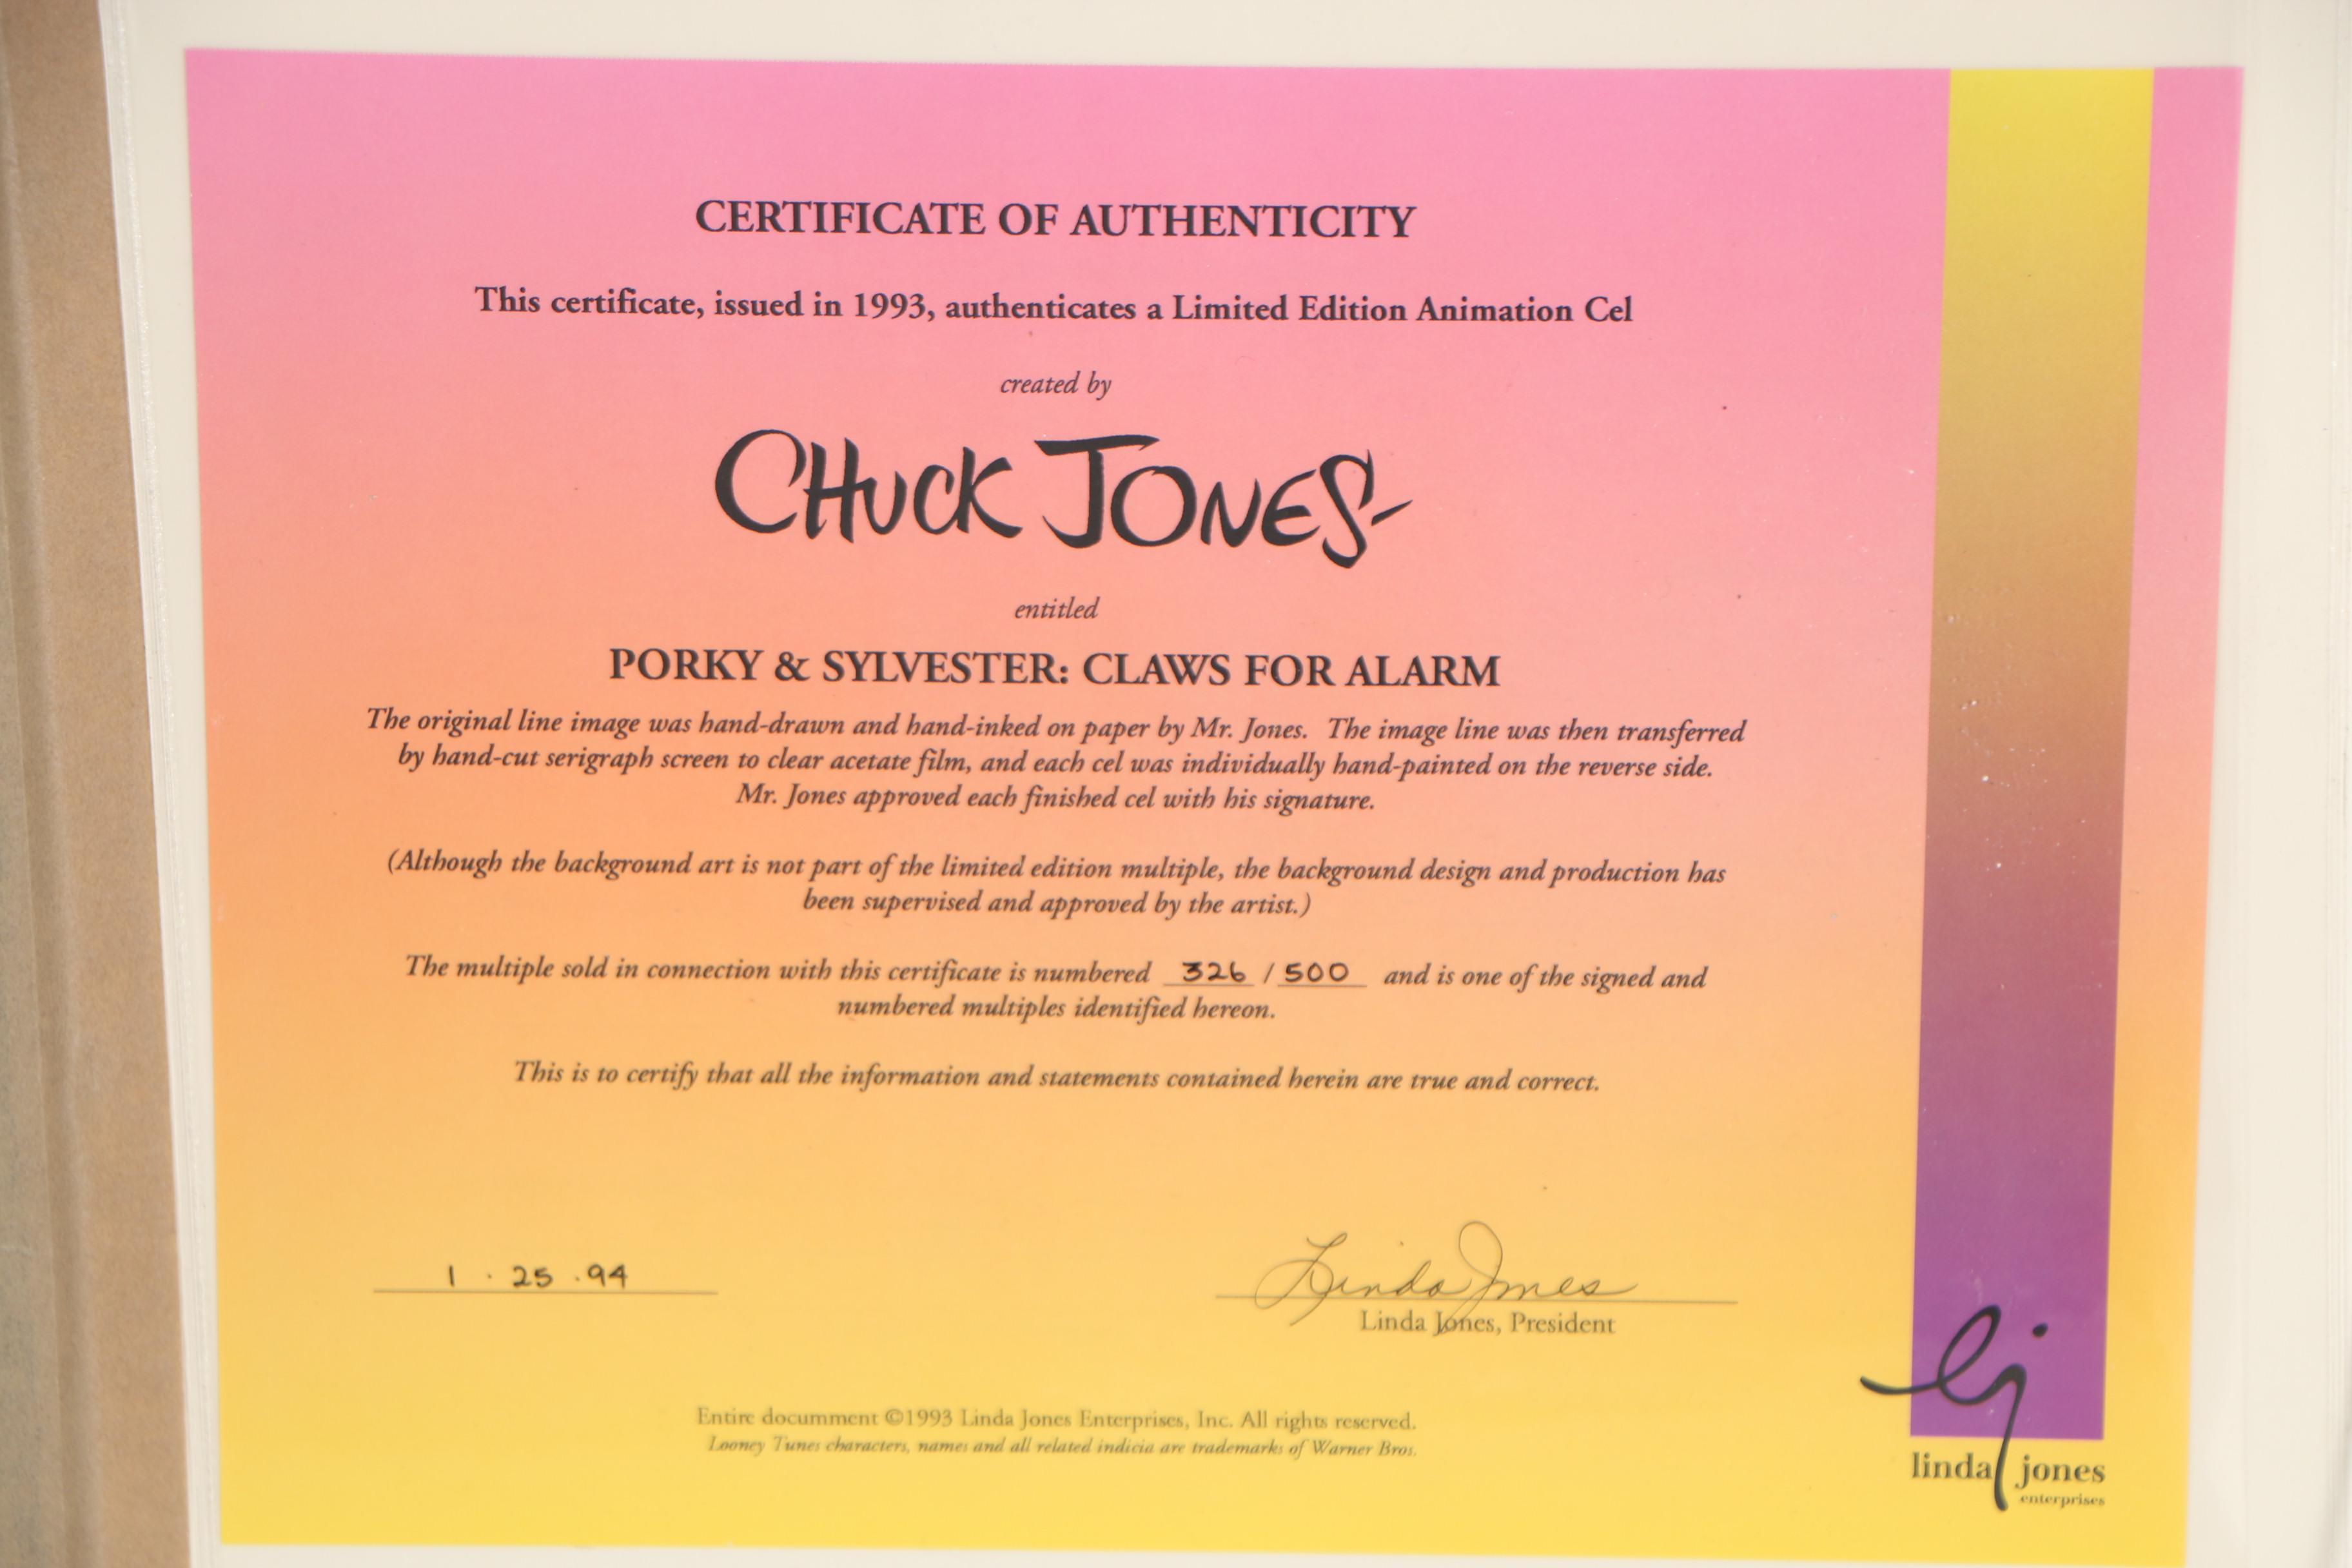 CERTIFICATE OF AUTHENTICITY
This certificate, issued in 1993, authenticates a Limited Edition Animation Cel
created by
CHUCK JONES-
entitled
PORKY & SYLVESTER: CLAWS FOR ALARM
The original line image was hand-drawn and hand-inked on paper by Mr. Jones. The image line was then transferred
by hand-cut serigraph screen to clear acetate film, and each cel was individually hand-painted on the reverse side.
Mr. Jones approved each finished cel with his signature.
(Although the background art is not part of the limited edition multiple, the background design and production has
been supervised and approved by the artist.)
The multiple sold in connection with this certificate is numbered 326 / 500 and is one of the signed and
numbered multiples identified hereon.
This is to certify that all the information and statements contained herein are true and correct.
1 . 25 . 94
Linda Jones
Linda Jones, President
Entire documment ©1993 Linda Jones Enterprises, Inc. All rights reserved.
Looney Tunes characters, names and all related indicia are trademarks of Warner Bros.
lj
linda jones
enterprises